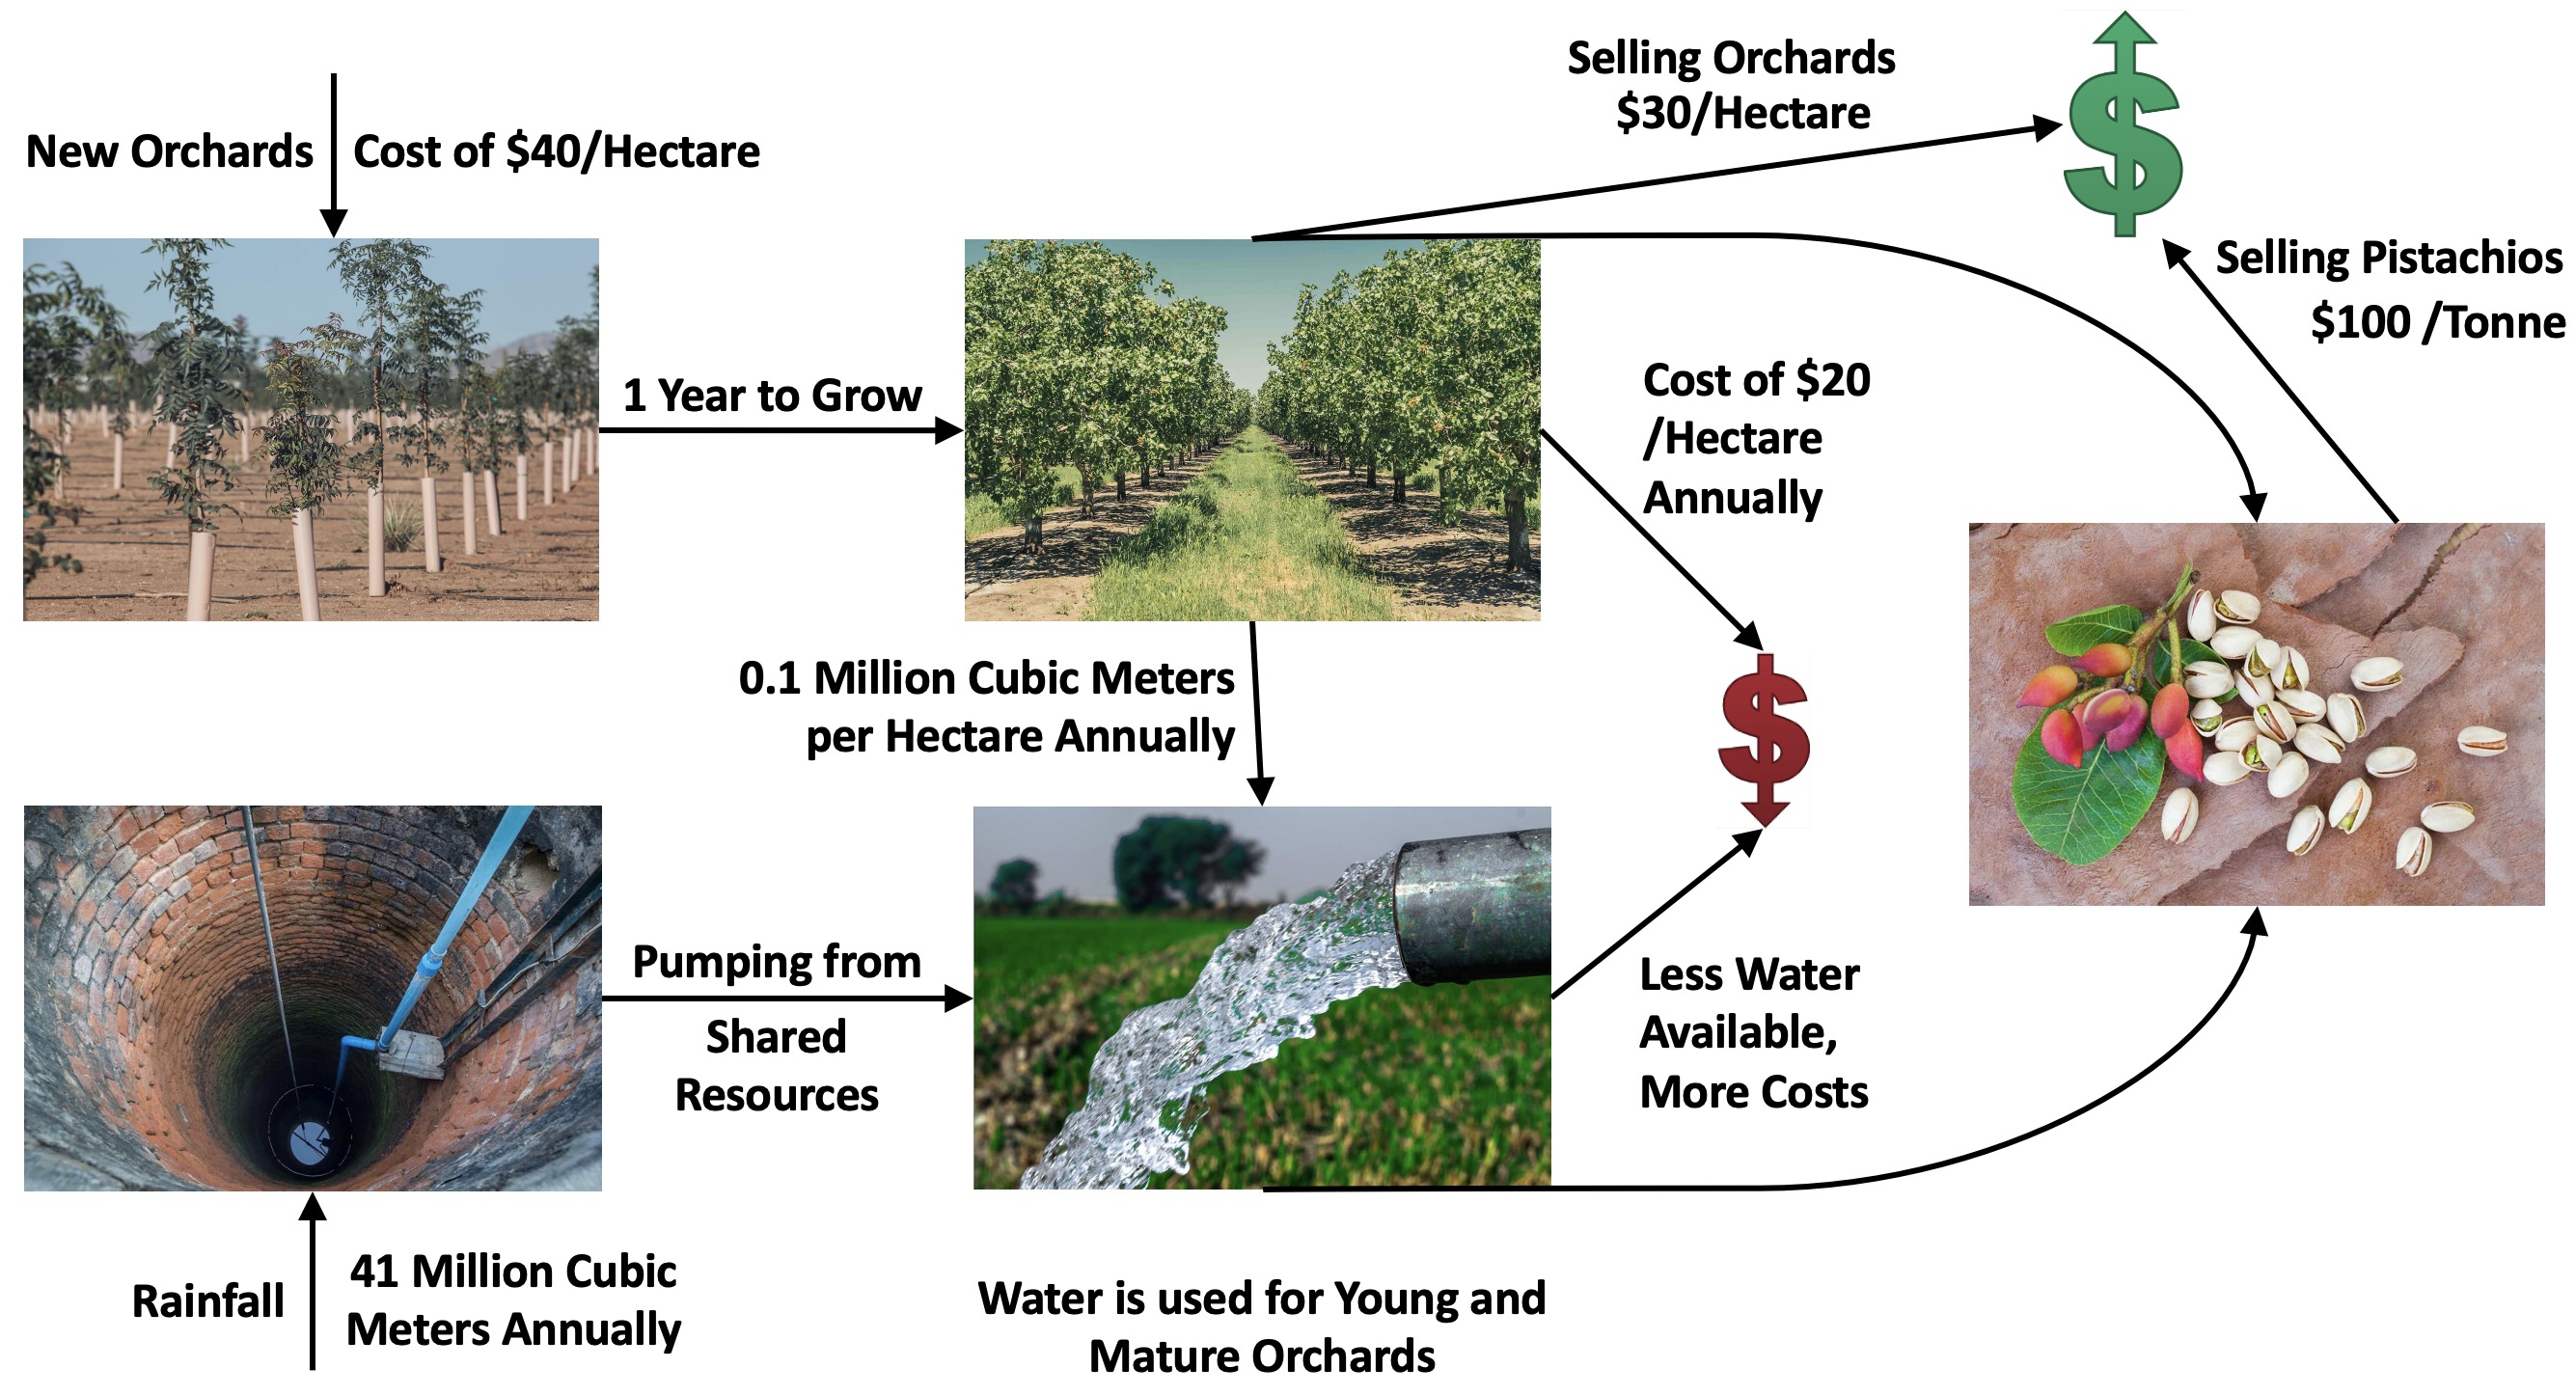 Selling Orchards
$30/Hectare
New Orchards
Cost of $40/Hectare
Selling Pistachios
$100 /Tonne
1 Year to Grow
Cost of $20
/Hectare
Annually
0.1 Million Cubic Meters
per Hectare Annually
Pumping from
Shared
Resources
Less Water
Available,
More Costs
Rainfall
41 Million Cubic
Meters Annually
Water is used for Young and
Mature Orchards